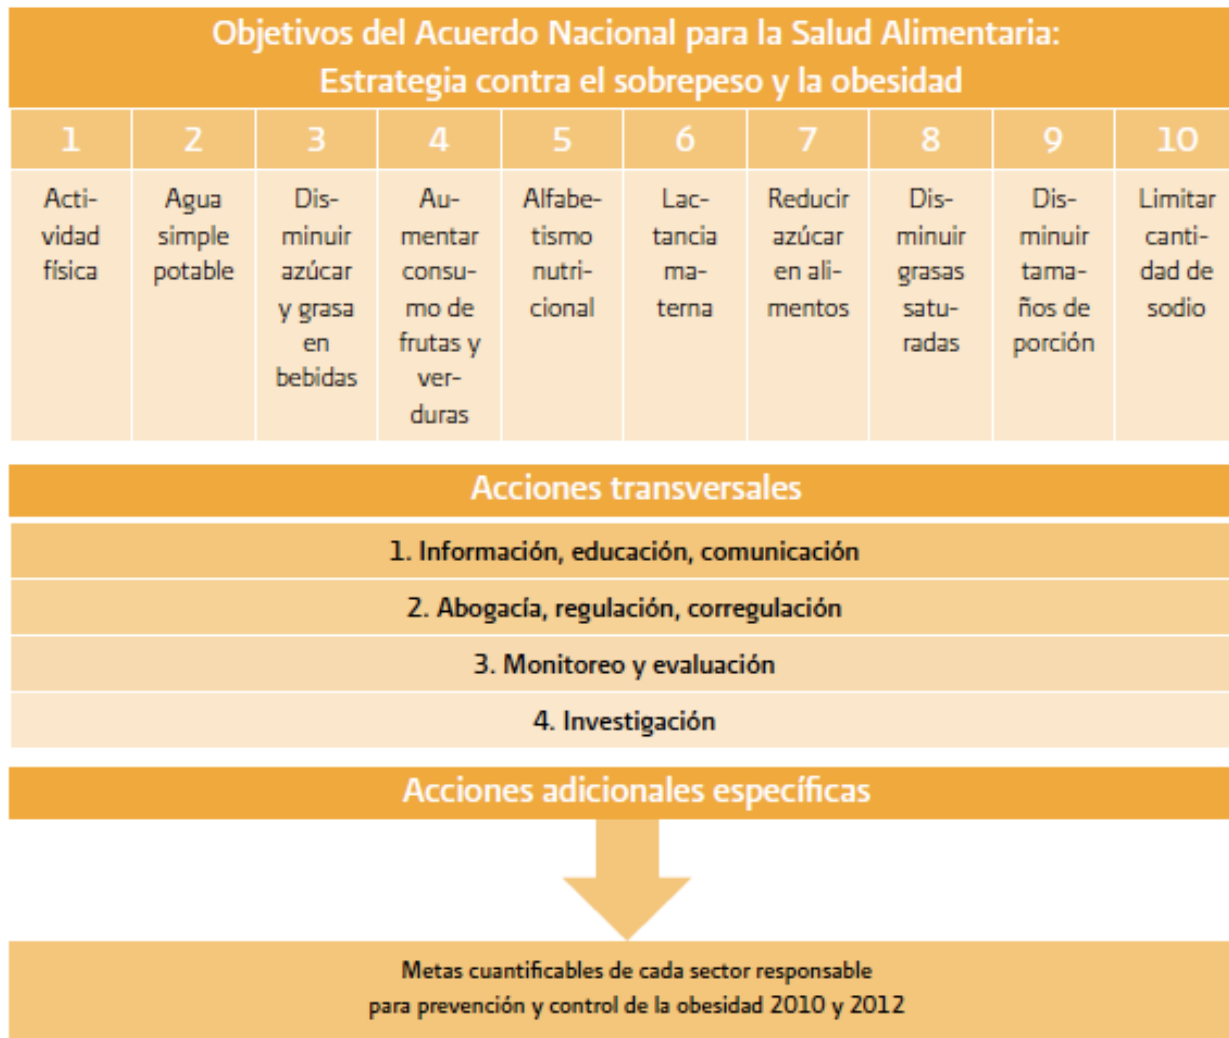 Objetivos del Acuerdo Nacional para la Salud Alimentaria:
Estrategia contra el sobrepeso y la obesidad
1
2
3
4
5
6
7
8
9
10
Acti-
vidad
física
Agua
simple
potable
Dis-
minuir
azúcar
y grasa
en
bebidas
Au-
mentar
consu-
mo de
frutas y
ver-
duras
Alfabe-
tismo
nutri-
cional
Lac-
tancia
ma-
terna
Reducir
azúcar
en ali-
mentos
Dis-
minuir
grasas
satu-
radas
Dis-
minuir
tama-
ños de
porción
Limitar
canti-
dad de
sodio
Acciones transversales
1. Información, educación, comunicación
2. Abogacía, regulación, corregulación
3. Monitoreo y evaluación
4. Investigación
Acciones adicionales específicas
Metas cuantificables de cada sector responsable
para prevención y control de la obesidad 2010 y 2012